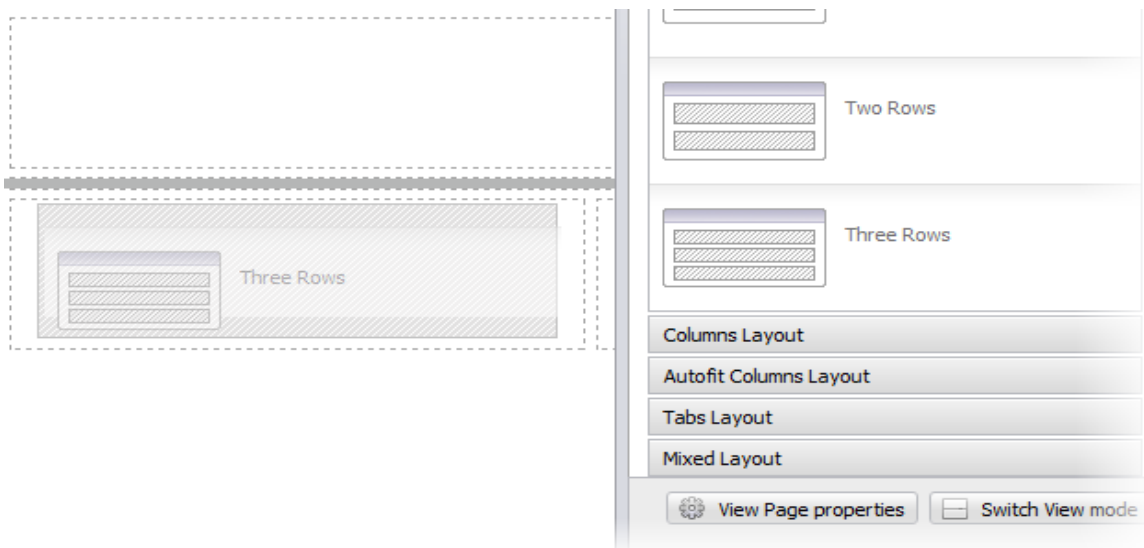 Two Rows
Three Rows
Three Rows
Columns Layout
Autofit Columns Layout
Tabs Layout
Mixed Layout
View Page properties
Switch View mode